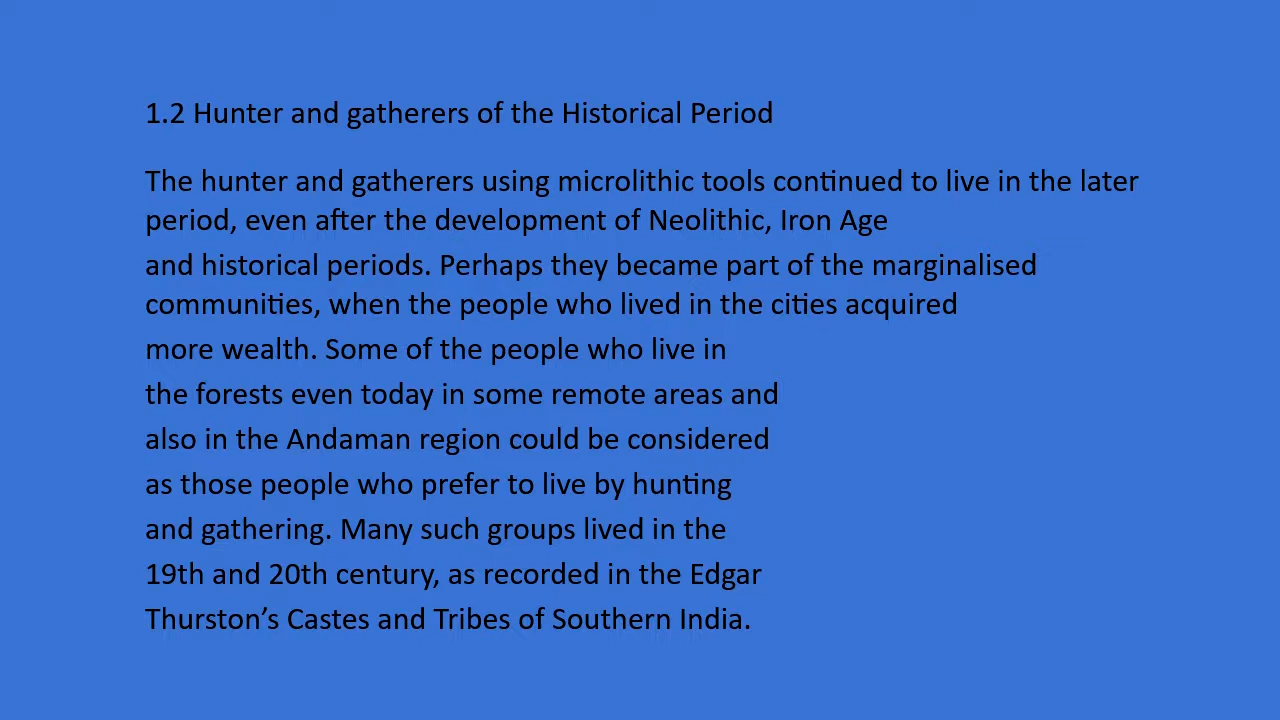 1.2 Hunter and gatherers of the Historical Period
The hunter and gatherers using microlithic tools continued to live in the later
period, even after the development of Neolithic, Iron Age
and historical periods. Perhaps they became part of the marginalised
communities, when the people who lived in the cities acquired
more wealth. Some of the people who live in
the forests even today in some remote areas and
also in the Andaman region could be considered
as those people who prefer to live by hunting
and gathering. Many such groups lived in the
19th and 20th century, as recorded in the Edgar
Thurston’s Castes and Tribes of Southern India.